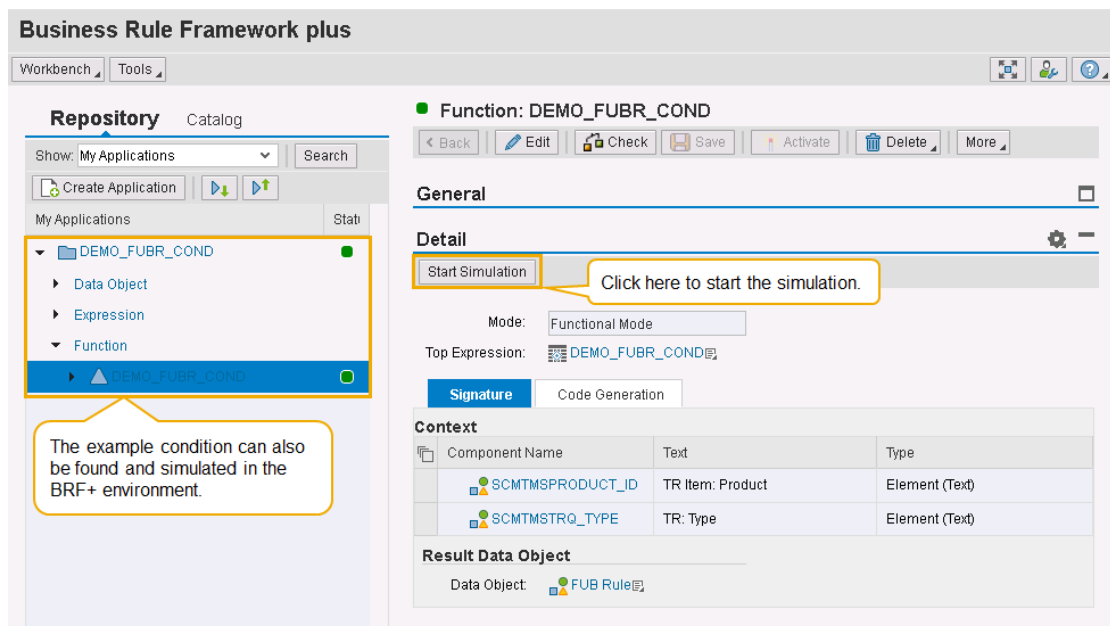 Business Rule Framework plus
Workbench Tools
Repository Catalog
Show: My Applications Search
Create Application
My Applications Stat
DEMO_FUBR_COND
Data Object
Expression
Function
DEMO_FUBR_COND
The example condition can also
be found and simulated in the
BRF+ environment.
Function: DEMO_FUBR_COND
< Back Edit Check Save Activate Delete More
General
Detail
Start Simulation
Click here to start the simulation.
Mode: Functional Mode
Top Expression: DEMO_FUBR_COND
Signature Code Generation
Context
Component Name Text Type
SCMTMSPRODUCT_ID TR Item: Product Element (Text)
SCMTMSTRQ_TYPE TR: Type Element (Text)
Result Data Object
Data Object: FUB Rule